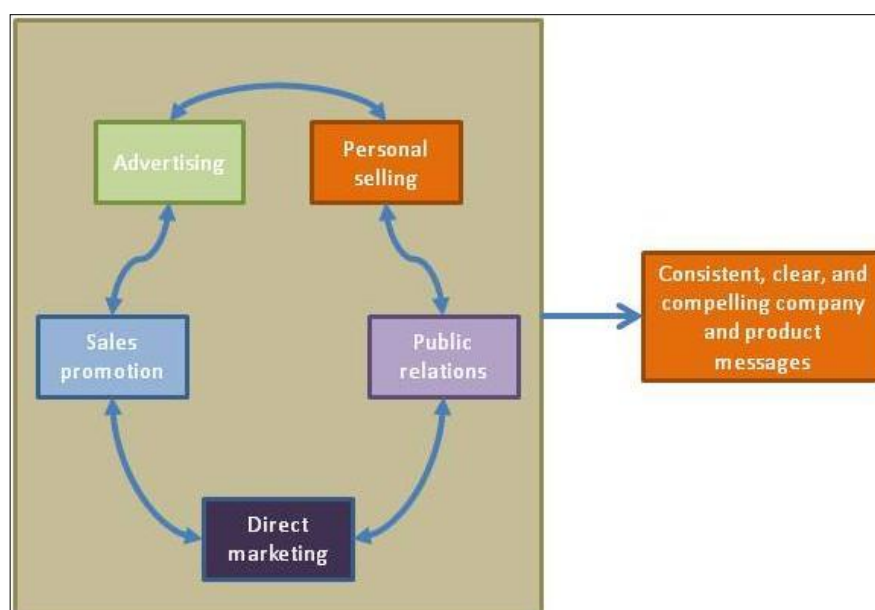 Advertising
Personal
selling
Sales
promotion
Public
relations
Direct
marketing
Consistent, clear, and
compelling company
and product
messages